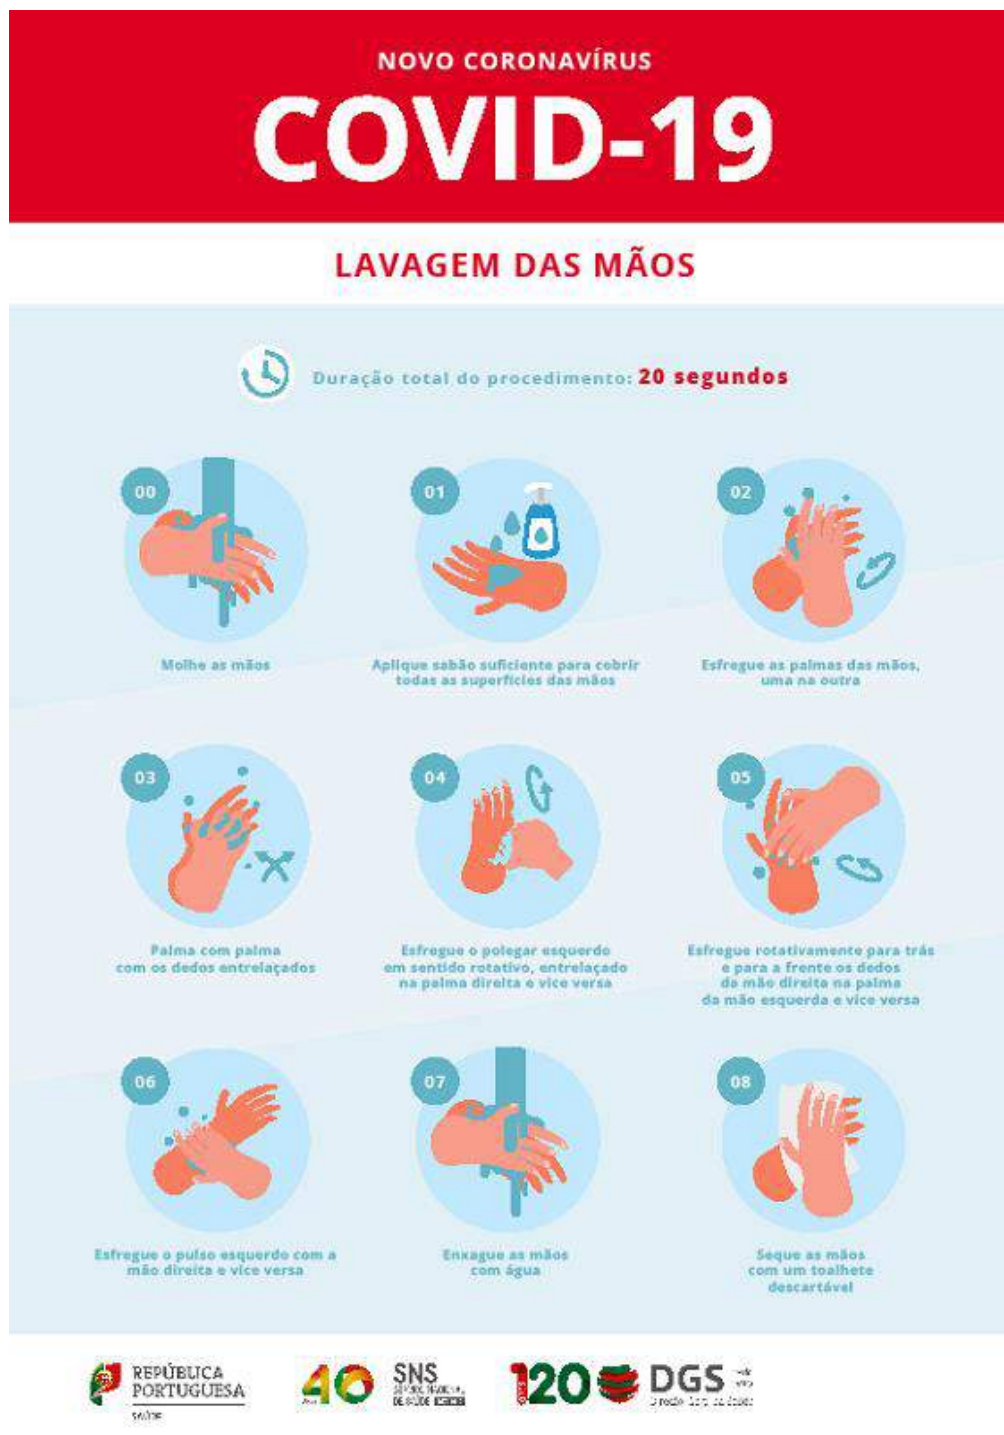 NOVO CORONAVÍRUS
COVID-19
LAVAGEM DAS MÃOS
Duração total do procedimento: 20 segundos
00
Molhe as mãos
01
Aplique sabão suficiente para cobrir
todas as superfícies das mãos
02
Esfregue as palmas das mãos,
uma na outra
03
Palma com palma
com os dedos entrelaçados
04
Esfregue o polegar esquerdo
em sentido rotativo, entrelaçado
na palma direita e vice versa
05
Esfregue rotativamente para trás
e para a frente os dedos
da mão direita na palma
da mão esquerda e vice versa
06
Esfregue o pulso esquerdo com a
mão direita e vice versa
07
Enxague as mãos
com água
08
Seque as mãos
com um toalhete
descartável
REPÚBLICA
PORTUGUESA
SAÚDE
40
SNS
SERVIÇO NACIONAL
DE SAÚDE
120
DGS